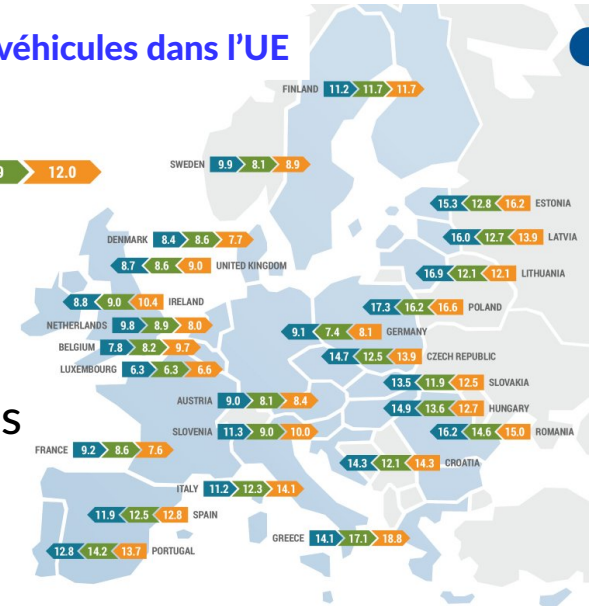 véhicules dans l'UE
FINLAND 11.2 11.7 11.7
9 12.0
SWEDEN 9.9 8.1 8.9
15.3 12.8 16.2 ESTONIA
DENMARK 8.4 8.6 7.7
16.0 12.7 13.9 LATVIA
8.7 8.6 9.0 UNITED KINGDOM
16.9 12.1 12.1 LITHUANIA
8.8 9.0 10.4 IRELAND
17.3 16.2 16.6 POLAND
NETHERLANDS 9.8 8.9 8.0
9.1 7.4 8.1 GERMANY
BELGIUM 7.8 8.2 9.7
14.7 12.5 13.9 CZECH REPUBLIC
LUXEMBOURG 6.3 6.3 6.6
13.5 11.9 12.5 SLOVAKIA
AUSTRIA 9.0 8.1 8.4
14.9 13.6 12.7 HUNGARY
s
SLOVENIA 11.3 9.0 10.0
16.2 14.6 15.0 ROMANIA
FRANCE 9.2 8.6 7.6
14.3 12.1 14.3 CROATIA
ITALY 11.2 12.3 14.1
11.9 12.5 12.8 SPAIN
GREECE 14.1 17.1 18.8
12.8 14.2 13.7 PORTUGAL